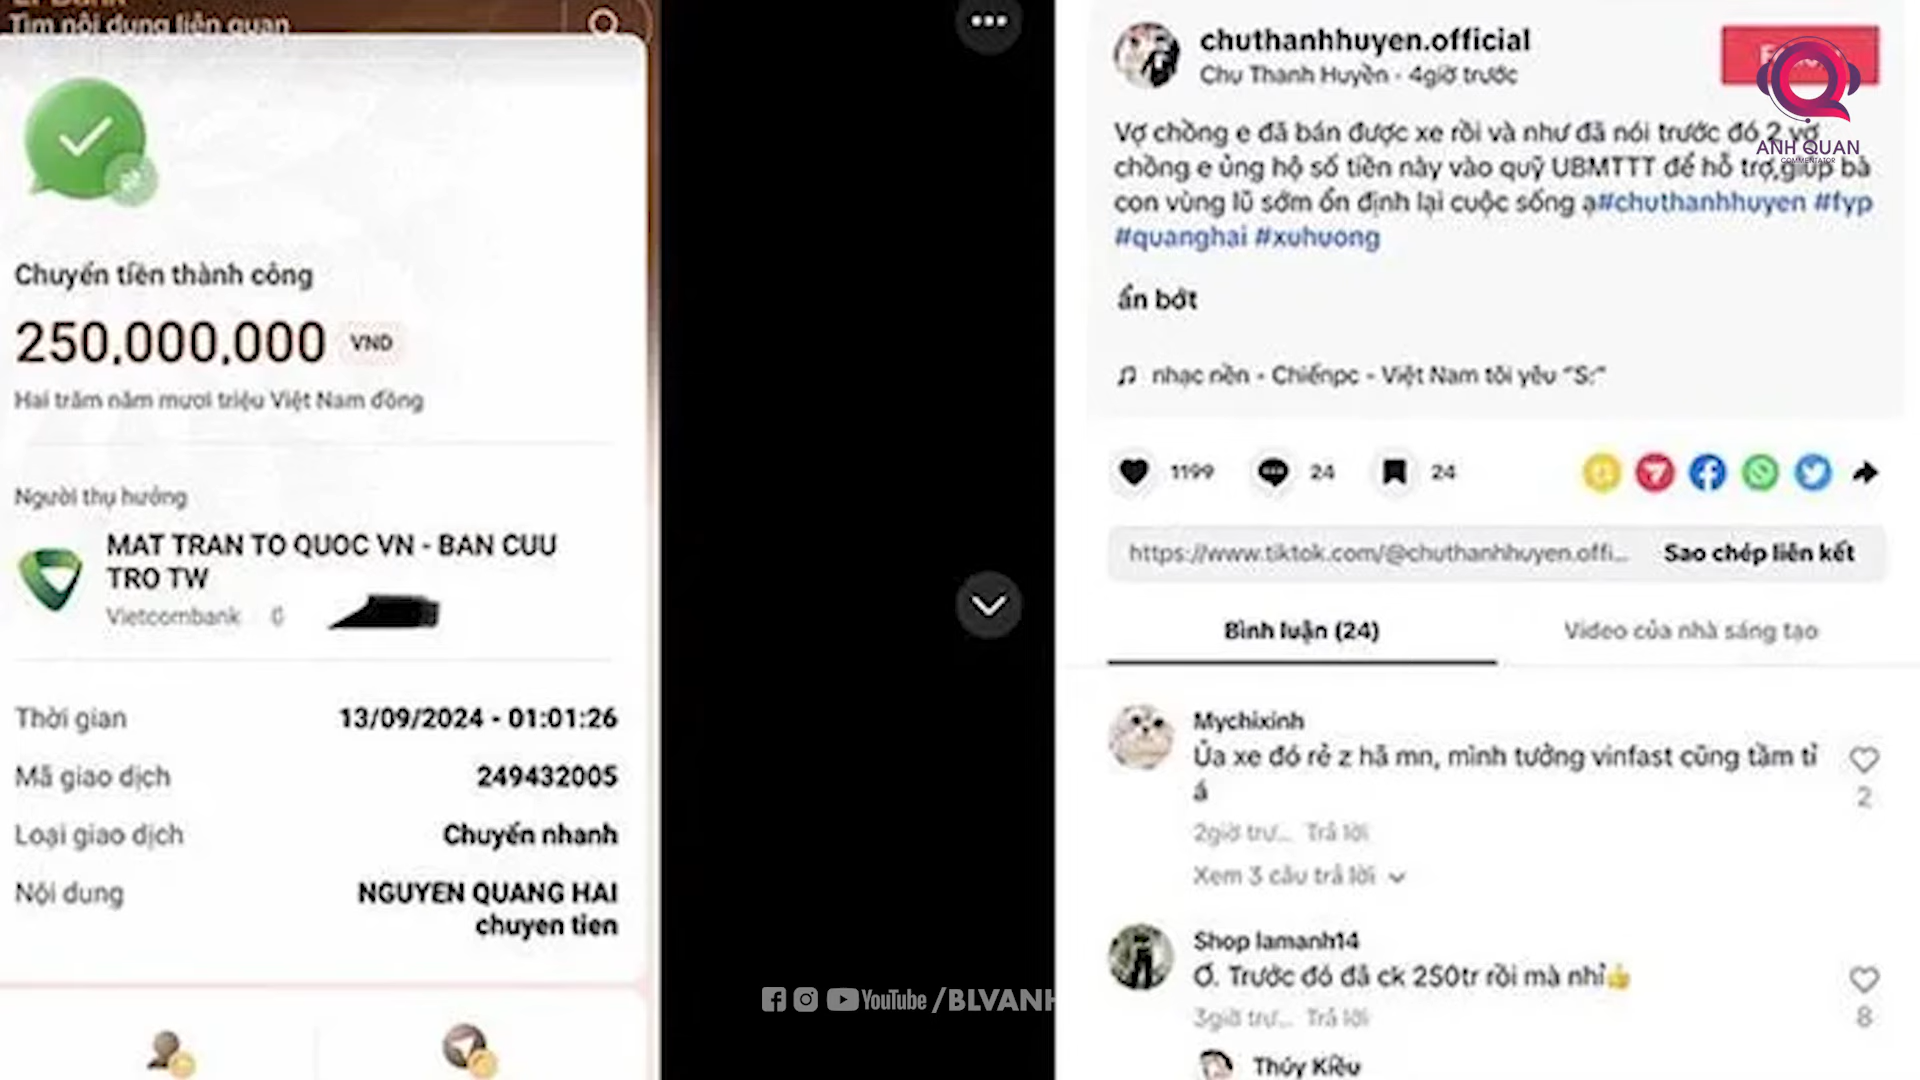 Tìm nội dung liên quan
Chuyển tiền thành công
250,000,000 VND
Hai trăm năm mươi triệu Việt Nam đồng
Người thụ hưởng
MAT TRAN TO QUOC VN - BAN CUU
TRO TW
Vietcombank
Thời gian 13/09/2024 - 01:01:26
Mã giao dịch 249432005
Loại giao dịch Chuyển nhanh
Nội dung NGUYEN QUANG HAI
chuyen tien
YouTube /BLVANH
chuthanhhuyen.official
Chu Thanh Huyền - 4giờ trước
ANH QUAN
COMMENTATOR
Vợ chồng e đã bán được xe rồi và như đã nói trước đó 2 vợ
chồng e ủng hộ số tiền này vào quỹ UBMTTT để hỗ trợ,giúp bà
con vùng lũ sớm ổn định lại cuộc sống ạ#chuthanhhuyen #fyp
#quanghai #xuhuong
ẩn bớt
nhạc nền - Chiếnpc - Việt Nam tôi yêu "S:"
1199 24 24
https://www.tiktok.com/@chuthanhhuyen.offi... Sao chép liên kết
Bình luận (24) Video của nhà sáng tạo
Mychixinh
Ủa xe đó rẻ z hã mn, mình tưởng vinfast cũng tầm tỉ
á
2
2giờ trư... Trả lời
Xem 3 câu trả lời
Shop lamanh14
Ơ. Trước đó đã ck 250tr rồi mà nhỉ👍
8
3giờ trư... Trả lời
Thúy Kiều